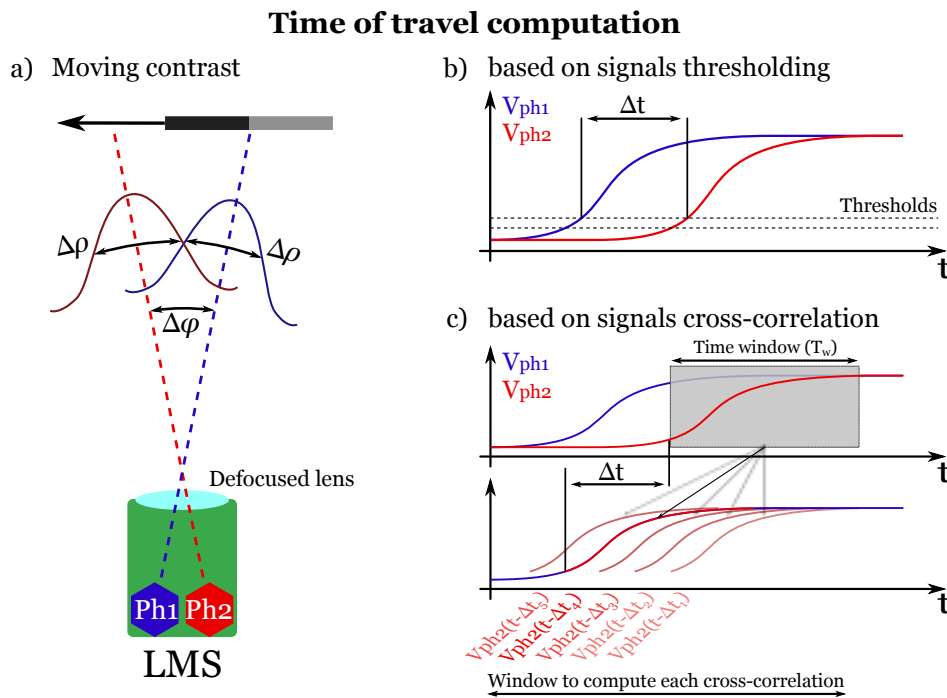 Time of travel computation
a) Moving contrast
Δρ
Δρ
Δφ
Defocused lens
Ph1
Ph2
LMS
b) based on signals thresholding
Vph1
Vph2
Δt
Thresholds
t
c) based on signals cross-correlation
Time window (T_w)
Vph1
Vph2
t
Δt
t
Vph2(t-Δt₅)
Vph2(t-Δt₄)
Vph2(t-Δt₃)
Vph2(t-Δt₂)
Vph2(t-Δt₁)
Window to compute each cross-correlation